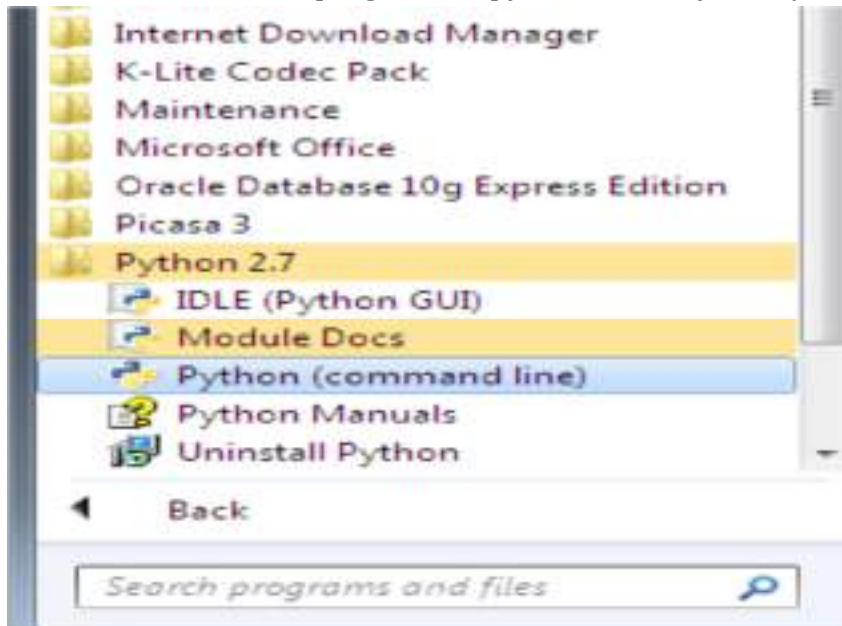 Internet Download Manager
K-Lite Codec Pack
Maintenance
Microsoft Office
Oracle Database 10g Express Edition
Picasa 3
Python 2.7
IDLE (Python GUI)
Module Docs
Python (command line)
Python Manuals
Uninstall Python
Back
Search programs and files